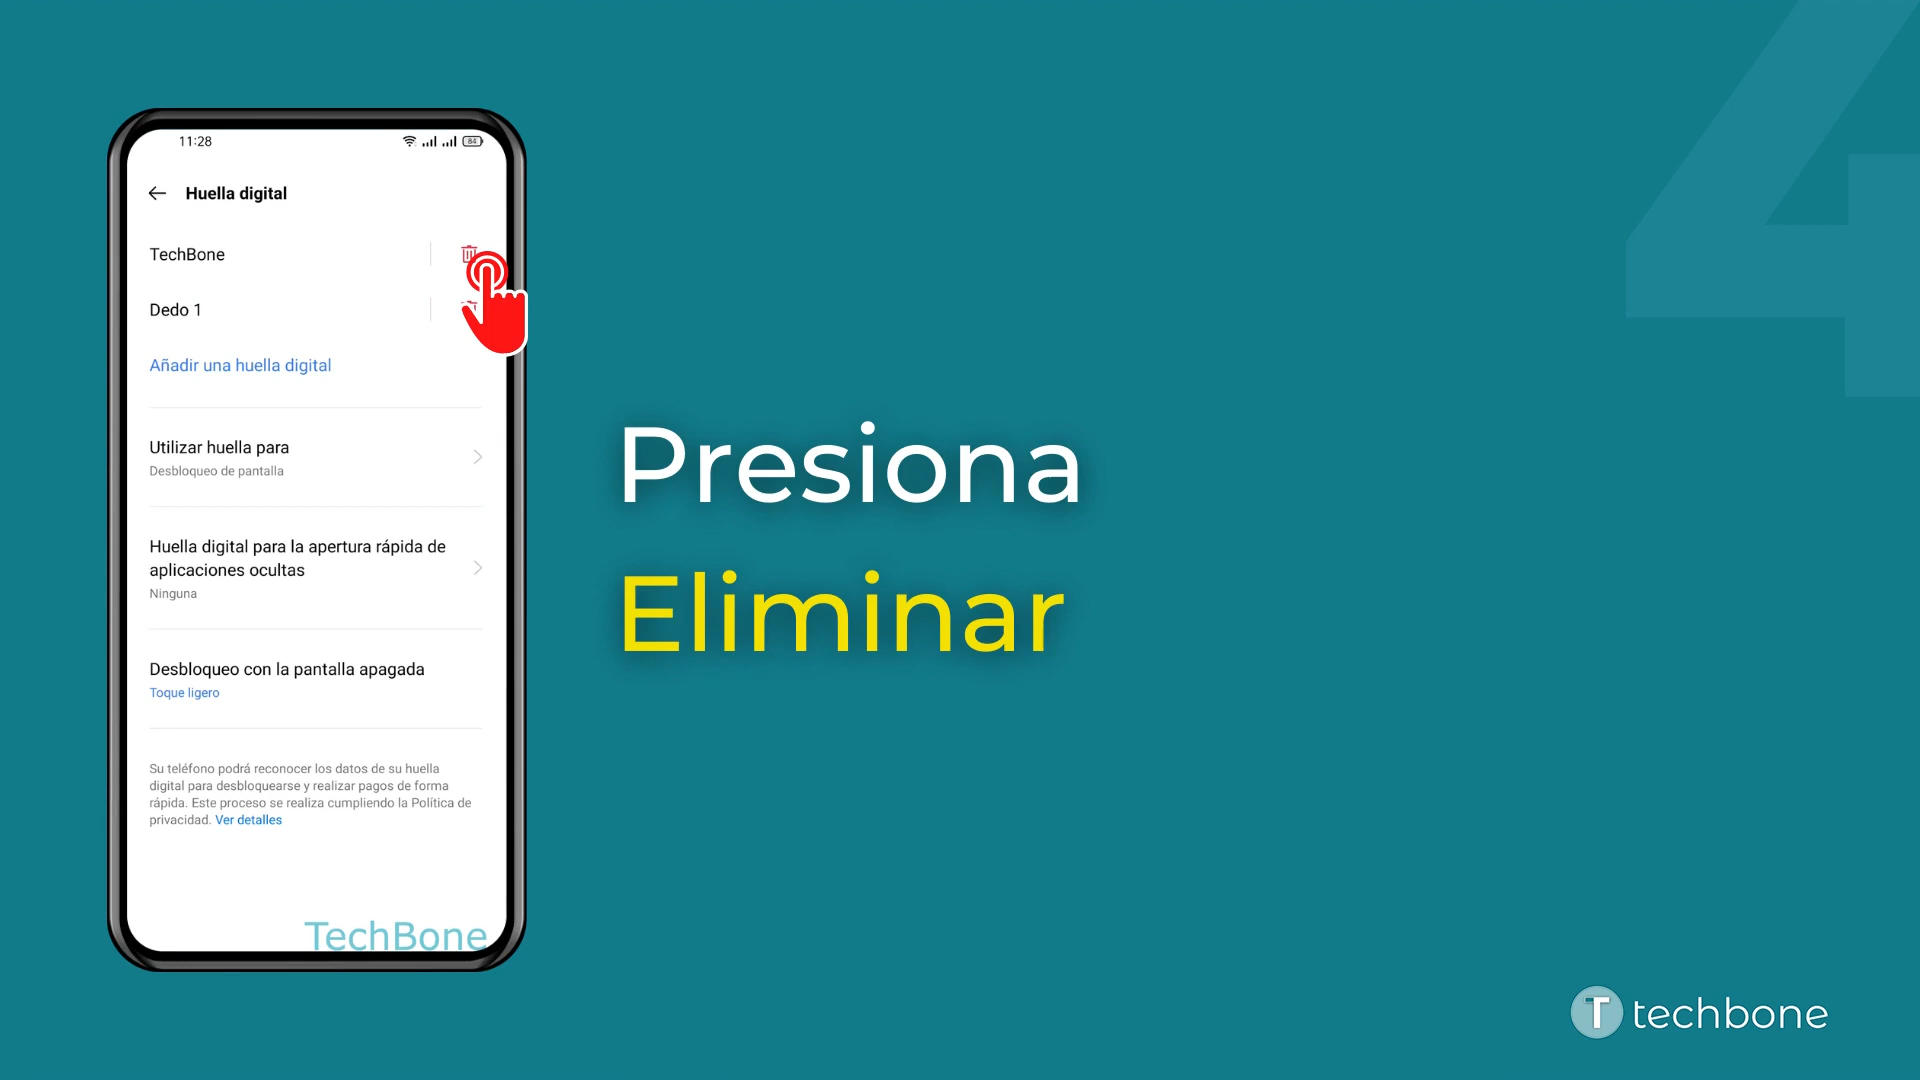 4
11:28
84
Huella digital
TechBone
Dedo 1
Añadir una huella digital
Utilizar huella para
Desbloqueo de pantalla
Huella digital para la apertura rápida de
aplicaciones ocultas
Ninguna
Desbloqueo con la pantalla apagada
Toque ligero
Su teléfono podrá reconocer los datos de su huella
digital para desbloquearse y realizar pagos de forma
rápida. Este proceso se realiza cumpliendo la Política de
privacidad. Ver detalles
TechBone
Presiona
Eliminar
T techbone